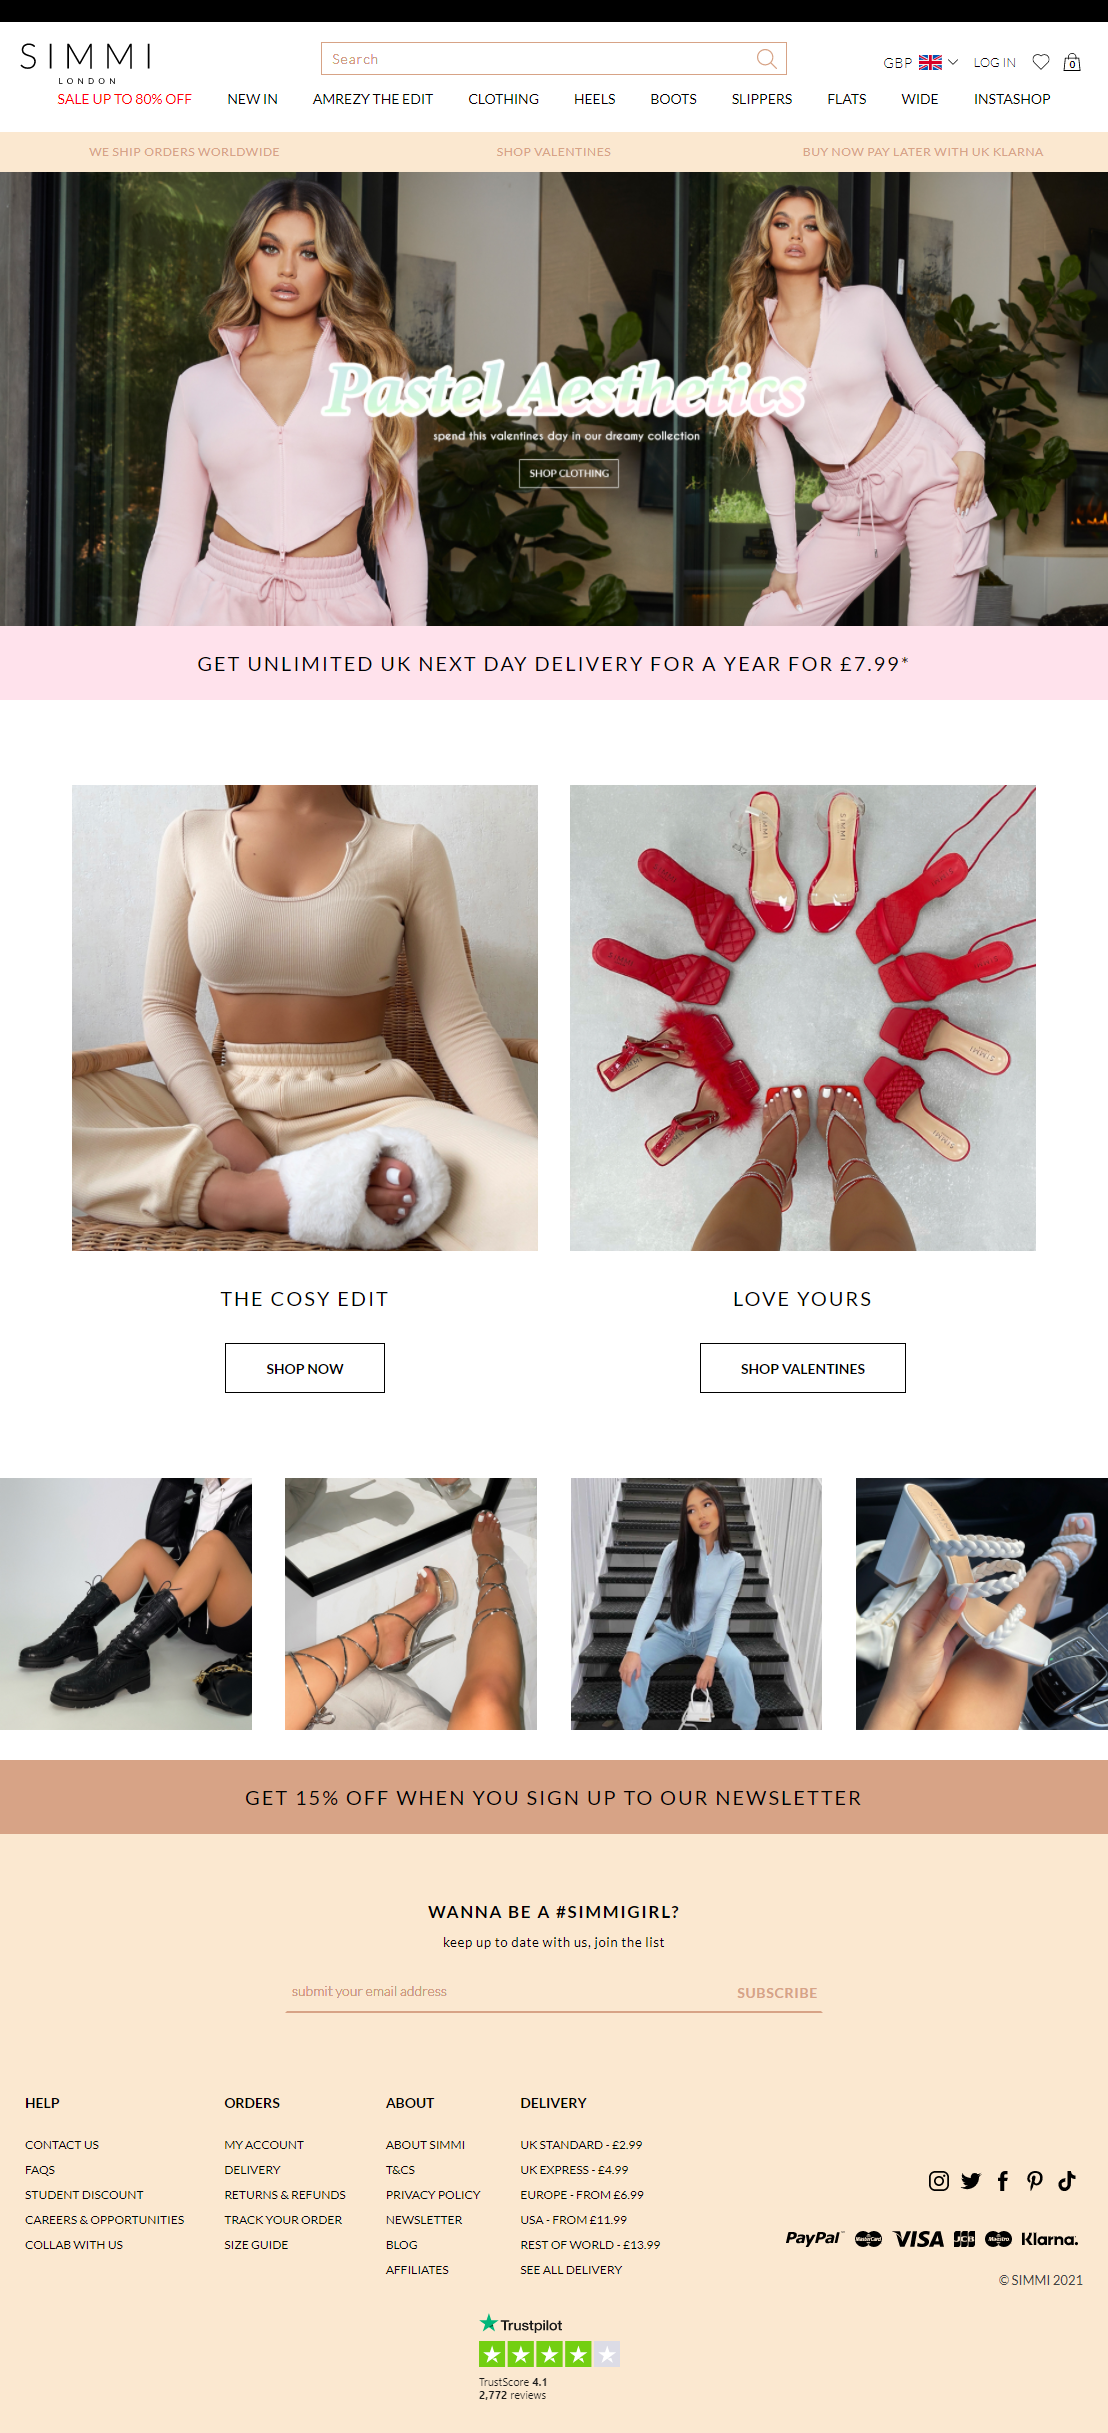 SIMMI
LONDON
Search
GBP
LOG IN
0
SALE UP TO 80% OFF
NEW IN
AMREZY THE EDIT
CLOTHING
HEELS
BOOTS
SLIPPERS
FLATS
WIDE
INSTASHOP
WE SHIP ORDERS WORLDWIDE
SHOP VALENTINES
BUY NOW PAY LATER WITH UK KLARNA
Pastel Aesthetics
spend this valentines day in our dreamy collection
SHOP CLOTHING
GET UNLIMITED UK NEXT DAY DELIVERY FOR A YEAR FOR £7.99*
SIMMI
SIMMI
SIMMI
SIMMI
THE COSY EDIT
LOVE YOURS
SHOP NOW
SHOP VALENTINES
GET 15% OFF WHEN YOU SIGN UP TO OUR NEWSLETTER
WANNA BE A #SIMMIGIRL?
keep up to date with us, join the list
submit your email address
SUBSCRIBE
HELP
CONTACT US
FAQS
STUDENT DISCOUNT
CAREERS & OPPORTUNITIES
COLLAB WITH US
ORDERS
MY ACCOUNT
DELIVERY
RETURNS & REFUNDS
TRACK YOUR ORDER
SIZE GUIDE
ABOUT
ABOUT SIMMI
T&CS
PRIVACY POLICY
NEWSLETTER
BLOG
AFFILIATES
DELIVERY
UK STANDARD - £2.99
UK EXPRESS - £4.99
EUROPE - FROM £6.99
USA - FROM £11.99
REST OF WORLD - £13.99
SEE ALL DELIVERY
PayPal
MasterCard
VISA
JCB
Maestro
Klarna.
© SIMMI 2021
Trustpilot
TrustScore 4.1
2,772 reviews